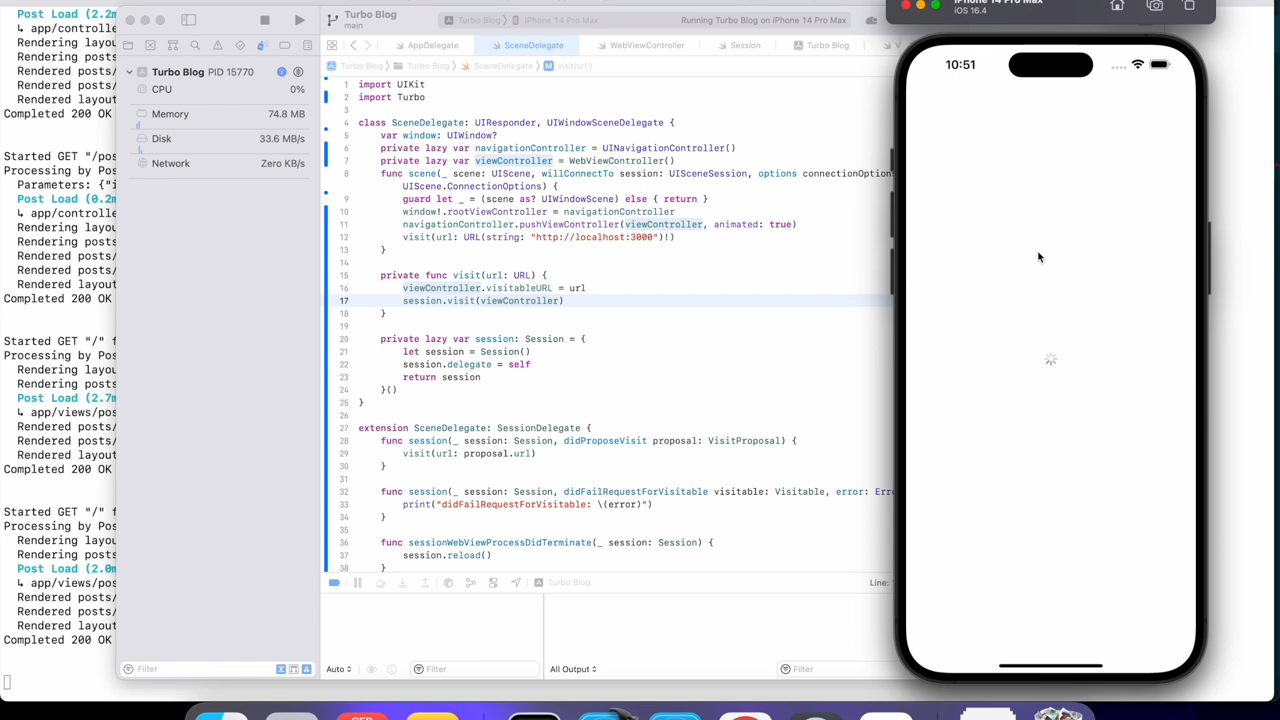 Post Load (2.2m
↳ app/controlle
Rendering layou
Rendering posts
Rendered posts/
Rendered posts/
Rendered posts/
Rendered layout
Completed 200 OK
Started GET "/pos
Processing by Pos
Parameters: {"i
Post Load (0.2m
↳ app/controlle
Rendering layou
Rendering posts
Rendered posts/
Rendered posts/
Rendered posts/
Rendered layout
Completed 200 OK
Started GET "/" f
Processing by Pos
Rendering layou
Rendering posts
Post Load (2.7m
↳ app/views/pos
Rendered posts/
Rendered posts/
Rendered layout
Completed 200 OK
Started GET "/" f
Processing by Pos
Rendering layou
Rendering posts
Post Load (2.0m
↳ app/views/pos
Rendered posts/
Rendered posts/
Rendered layout
Completed 200 OK
Turbo Blog
main
Turbo Blog
iPhone 14 Pro Max
Running Turbo Blog on iPhone 14 Pro Max
AppDelegate
SceneDelegate
WebViewController
Session
Turbo Blog
V
Turbo Blog
Turbo Blog
SceneDelegate
M visit(url:)
Turbo Blog PID 15770
CPU 0%
Memory 74.8 MB
Disk 33.6 MB/s
Network Zero KB/s
1 import UIKit
2 import Turbo
3
4 class SceneDelegate: UIResponder, UIWindowSceneDelegate {
5 var window: UIWindow?
6 private lazy var navigationController = UINavigationController()
7 private lazy var viewController = WebViewController()
8 func scene(_ scene: UIScene, willConnectTo session: UISceneSession, options connectionOption
UIScene.ConnectionOptions) {
9 guard let _ = (scene as? UIWindowScene) else { return }
10 window!.rootViewController = navigationController
11 navigationController.pushViewController(viewController, animated: true)
12 visit(url: URL(string: "http://localhost:3000")!)
13 }
14
15 private func visit(url: URL) {
16 viewController.visitableURL = url
17 session.visit(viewController)
18 }
19
20 private lazy var session: Session = {
21 let session = Session()
22 session.delegate = self
23 return session
24 }()
25 }
26
27 extension SceneDelegate: SessionDelegate {
28 func session(_ session: Session, didProposeVisit proposal: VisitProposal) {
29 visit(url: proposal.url)
30 }
31
32 func session(_ session: Session, didFailRequestForVisitable visitable: Visitable, error: Erro
33 print("didFailRequestForVisitable: \(error)")
34 }
35
36 func sessionWebViewProcessDidTerminate(_ session: Session) {
37 session.reload()
38 }
Turbo Blog
Line:
Filter
Auto
Filter
All Output
Filter
iPhone 14 Pro Max
iOS 16.4
10:51
SEP